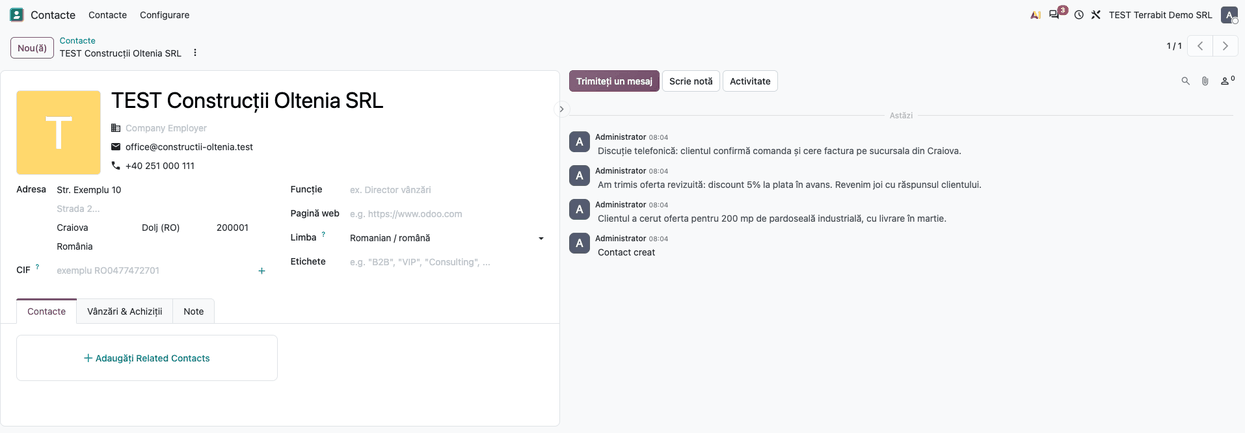 Contacte
Contacte
Configurare
3
TEST Terrabit Demo SRL
A
Nou(ă)
Contacte
TEST Construcții Oltenia SRL
1 / 1
T
TEST Construcții Oltenia SRL
Company Employer
office@constructii-oltenia.test
+40 251 000 111
Adresa
Str. Exemplu 10
Strada 2...
Craiova Dolj (RO) 200001
România
CIF ? exemplu RO0477472701 +
Funcție ex. Director vânzări
Pagină web e.g. https://www.odoo.com
Limba ? Romanian / română
Etichete e.g. "B2B", "VIP", "Consulting", ...
Contacte
Vânzări & Achiziții
Note
+ Adaugăți Related Contacts
Trimiteți un mesaj
Scrie notă
Activitate
0
Astăzi
A
Administrator 08:04
Discuție telefonică: clientul confirmă comanda și cere factura pe sucursala din Craiova.
A
Administrator 08:04
Am trimis oferta revizuită: discount 5% la plata în avans. Revenim joi cu răspunsul clientului.
A
Administrator 08:04
Clientul a cerut oferta pentru 200 mp de pardoseală industrială, cu livrare în martie.
A
Administrator 08:04
Contact creat